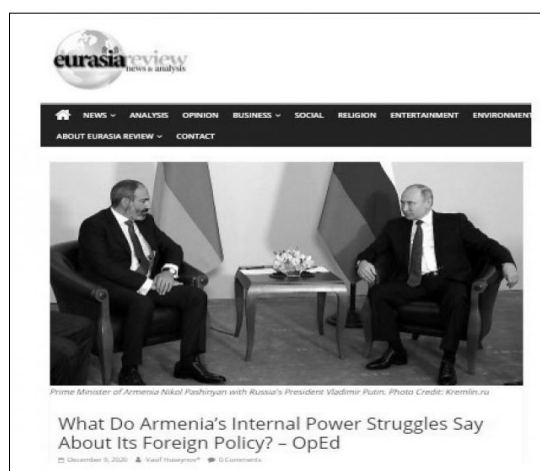 eurasiareview
news & analysis
NEWS ANALYSIS OPINION BUSINESS SOCIAL RELIGION ENTERTAINMENT ENVIRONMENT
ABOUT EURASIA REVIEW CONTACT
Prime Minister of Armenia Nikol Pashinyan with Russia's President Vladimir Putin. Photo Credit: Kremlin.ru
What Do Armenia's Internal Power Struggles Say
About Its Foreign Policy? – OpEd
December 9, 2020 Vasif Huseynov* 0 Comments